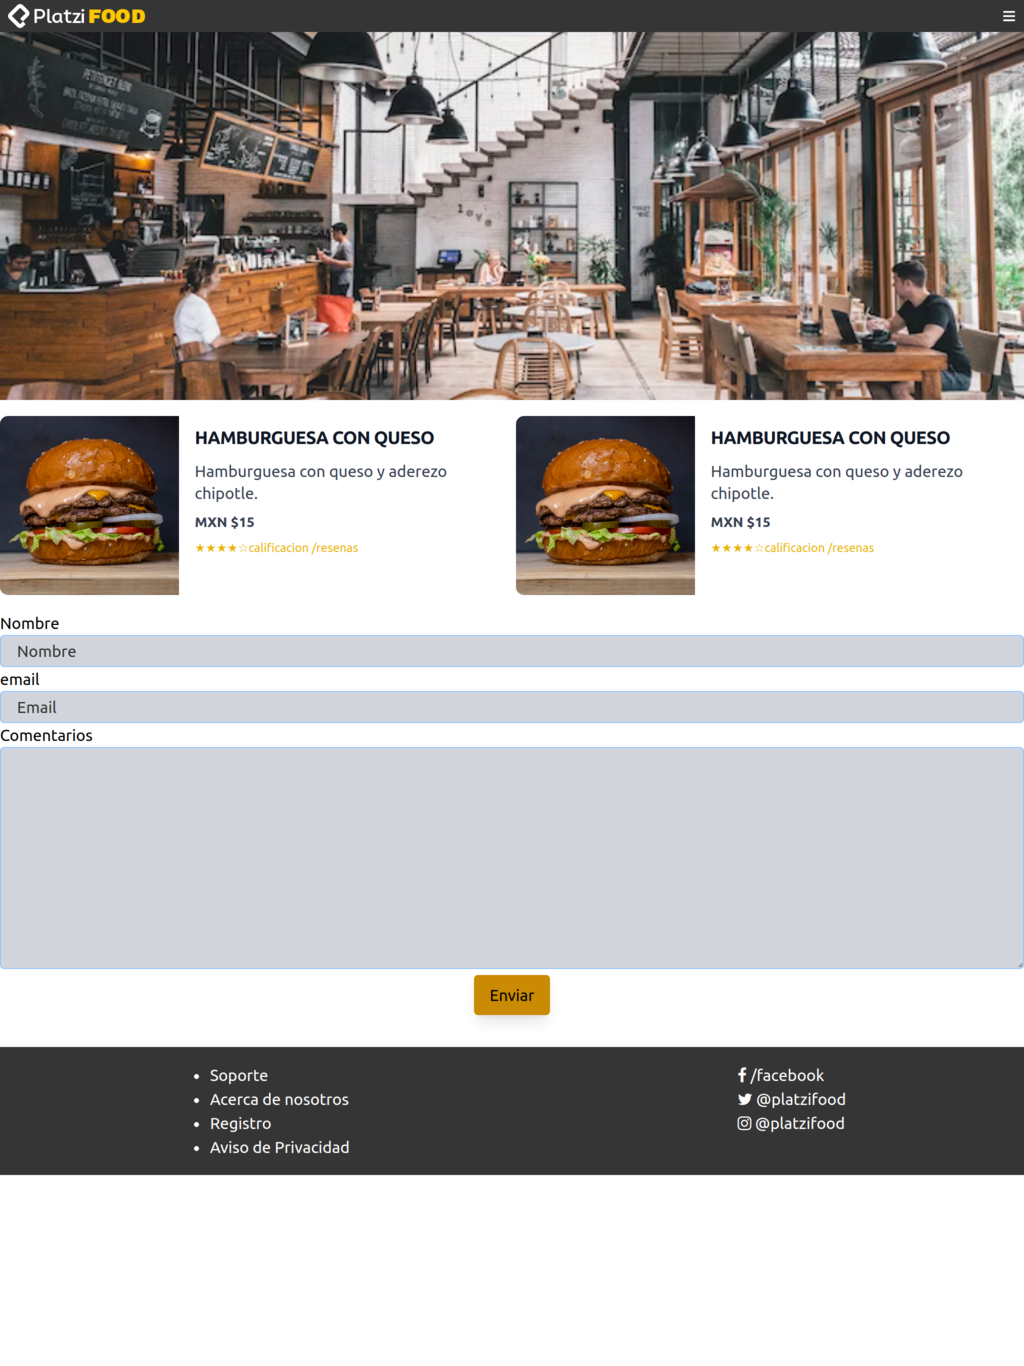 Platzi FOOD
love
HAMBURGUESA CON QUESO
Hamburguesa con queso y aderezo
chipotle.
MXN $15
★★★★☆calificacion /resenas
HAMBURGUESA CON QUESO
Hamburguesa con queso y aderezo
chipotle.
MXN $15
★★★★☆calificacion /resenas
Nombre
Nombre
email
Email
Comentarios
Enviar
• Soporte
• Acerca de nosotros
• Registro
• Aviso de Privacidad
/facebook
@platzifood
@platzifood